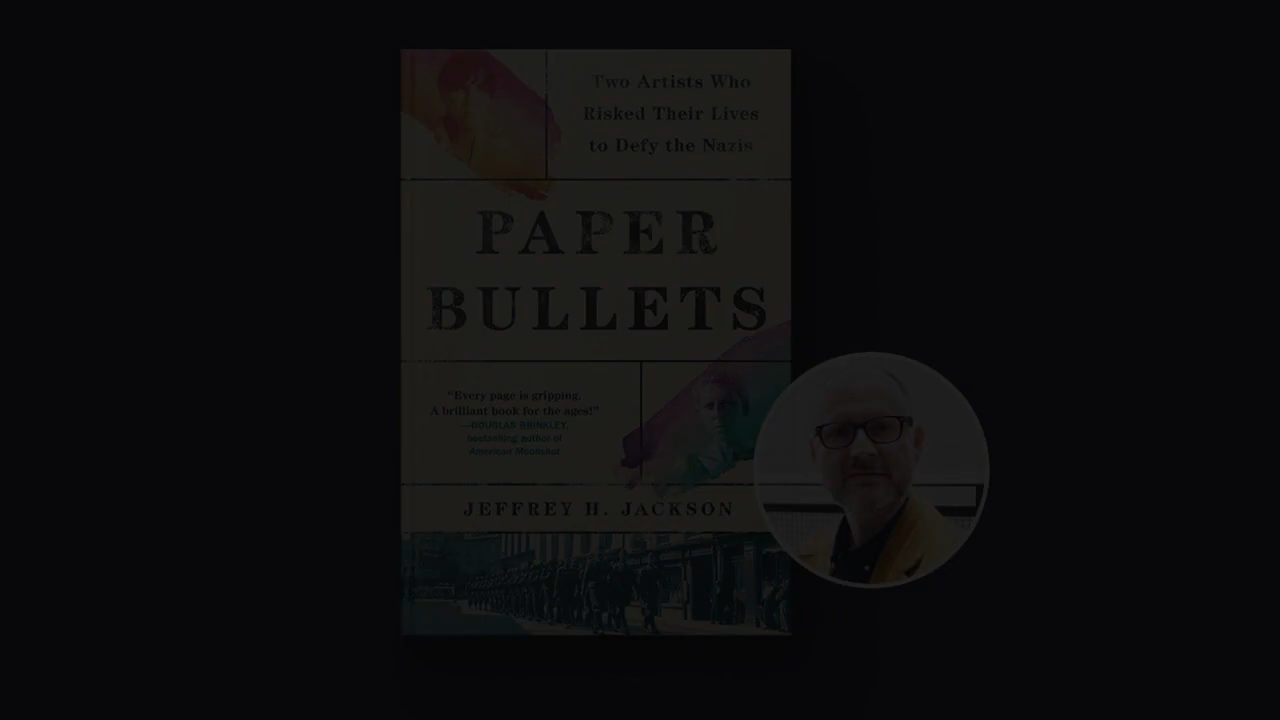 Two Artists Who
Risked Their Lives
to Defy the Nazis
PAPER
BULLETS
“Every page is gripping.
A brilliant book for the ages!”
—DOUGLAS BRINKLEY,
bestselling author of
American Moonshot
JEFFREY H. JACKSON